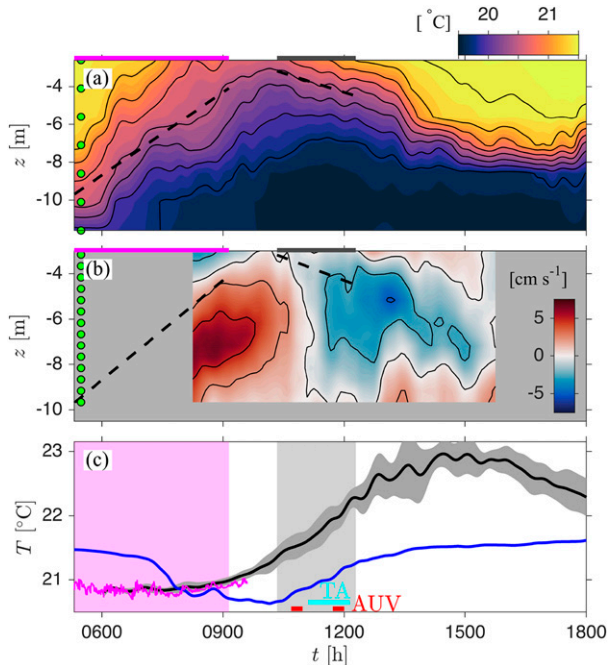 [ °C]
20
21
(a)
-4
-6
-8
-10
z [m]
(b)
-4
-6
-8
-10
z [m]
[cm s⁻¹]
5
0
-5
(c)
23
22
21
T [°C]
TA
AUV
0600
0900
1200
1500
1800
t [h]